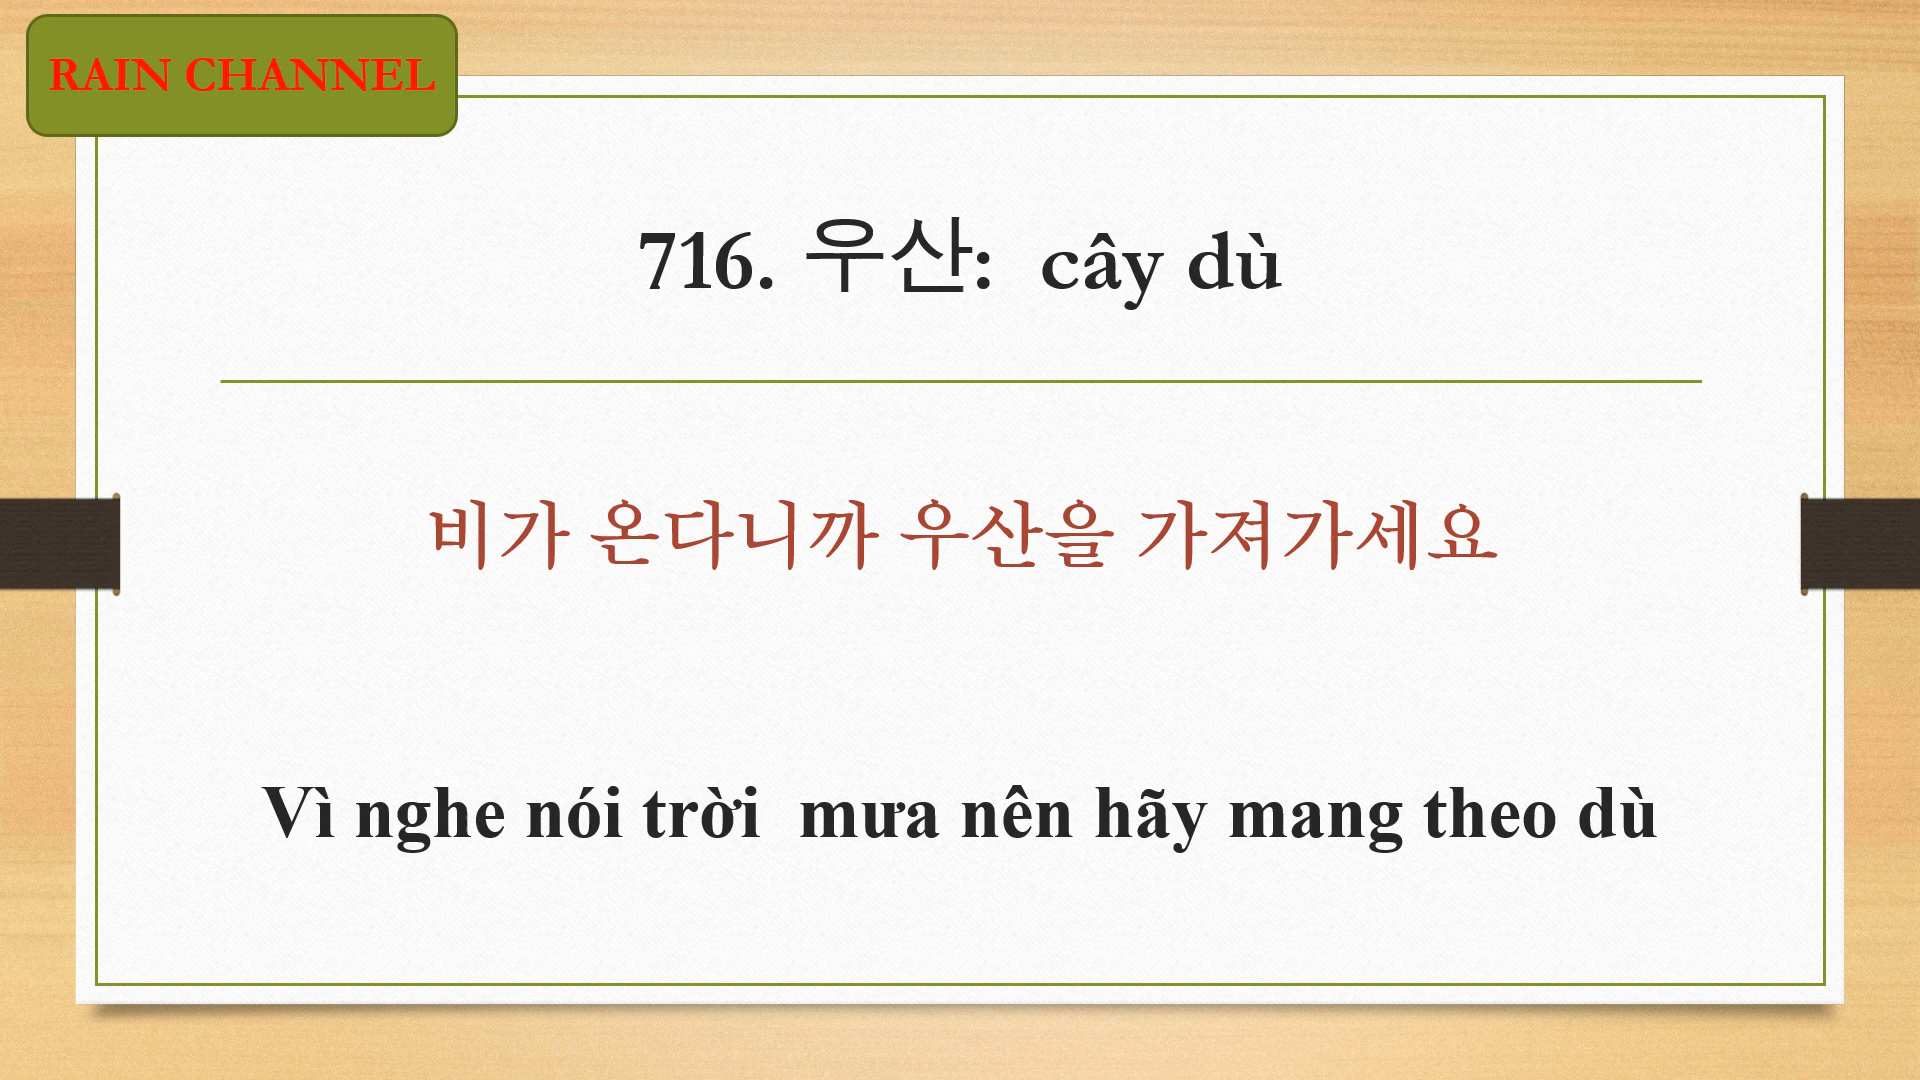 RAIN CHANNEL
716. 우산:  cây dù
비가 온다니까 우산을 가져가세요
Vì nghe nói trời  mưa nên hãy mang theo dù